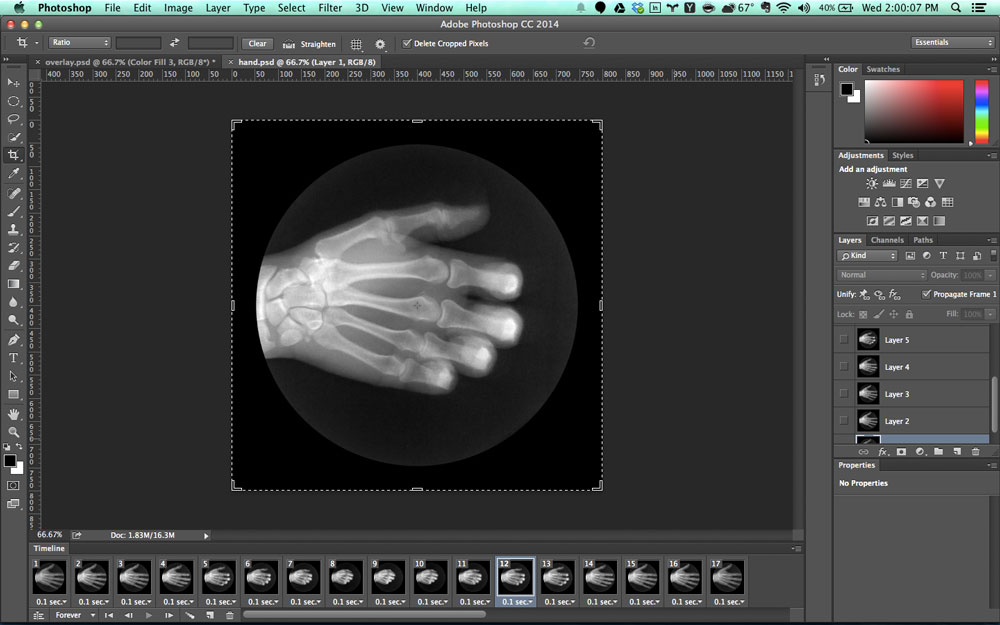 Photoshop File Edit Image Layer Type Select Filter 3D View Window Help 67° 40% Wed 2:00:07 PM
Adobe Photoshop CC 2014
Ratio Clear Straighten Delete Cropped Pixels Essentials
× overlay.psd @ 66.7% (Color Fill 3, RGB/8*) * × hand.psd @ 66.7% (Layer 1, RGB/8)
400 350 300 250 200 150 100 50 0 50 100 150 200 250 300 350 400 450 500 550 600 650 700 750 800 850 900 950 1000 1050 1100 1150
Color Swatches
Adjustments Styles
Add an adjustment
Layers Channels Paths
Kind
Normal Opacity: 100%
Unify: Propagate Frame 1
Lock: Fill: 100%
Layer 5
Layer 4
Layer 3
Layer 2
fx
Properties
No Properties
66.67% Doc: 1.83M/16.3M
Timeline
1 2 3 4 5 6 7 8 9 10 11 12 13 14 15 16 17
0.1 sec. 0.1 sec. 0.1 sec. 0.1 sec. 0.1 sec. 0.1 sec. 0.1 sec. 0.1 sec. 0.1 sec. 0.1 sec. 0.1 sec. 0.1 sec. 0.1 sec. 0.1 sec. 0.1 sec. 0.1 sec. 0.1 sec.
Forever